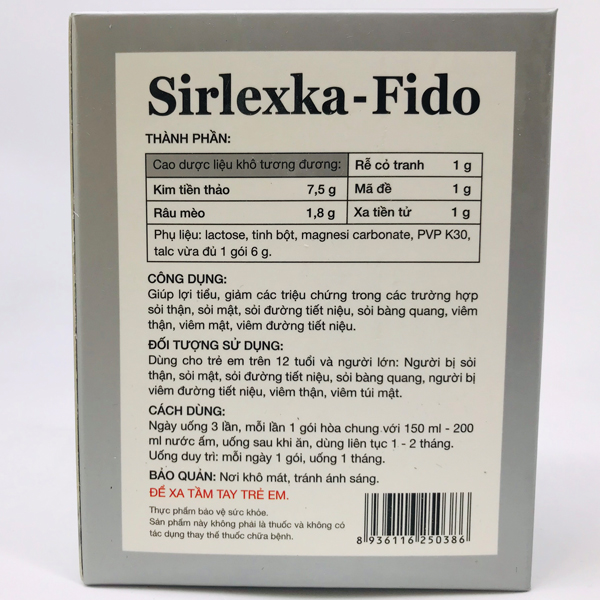 Sirlexka-Fido
THÀNH PHẦN:
Cao dược liệu khô tương đương: Rễ cỏ tranh 1 g
Kim tiền thảo 7,5 g Mã đề 1 g
Râu mèo 1,8 g Xa tiền tử 1 g
Phụ liệu: lactose, tinh bột, magnesi carbonate, PVP K30,
talc vừa đủ 1 gói 6 g.
CÔNG DỤNG:
Giúp lợi tiểu, giảm các triệu chứng trong các trường hợp
sỏi thận, sỏi mật, sỏi đường tiết niệu, sỏi bàng quang, viêm
thận, viêm mật, viêm đường tiết niệu.
ĐỐI TƯỢNG SỬ DỤNG:
Dùng cho trẻ em trên 12 tuổi và người lớn: Người bị sỏi
thận, sỏi mật, sỏi đường tiết niệu, sỏi bàng quang, người bị
viêm đường tiết niệu, viêm thận, viêm túi mật.
CÁCH DÙNG:
Ngày uống 3 lần, mỗi lần 1 gói hòa chung với 150 ml - 200
ml nước ấm, uống sau khi ăn, dùng liên tục 1 - 2 tháng.
Uống duy trì: mỗi ngày 1 gói, uống 1 tháng.
BẢO QUẢN: Nơi khô mát, tránh ánh sáng.
ĐỂ XA TẦM TAY TRẺ EM.
Thực phẩm bảo vệ sức khỏe.
Sản phẩm này không phải là thuốc và không có
tác dụng thay thế thuốc chữa bệnh.
8 936116 250386